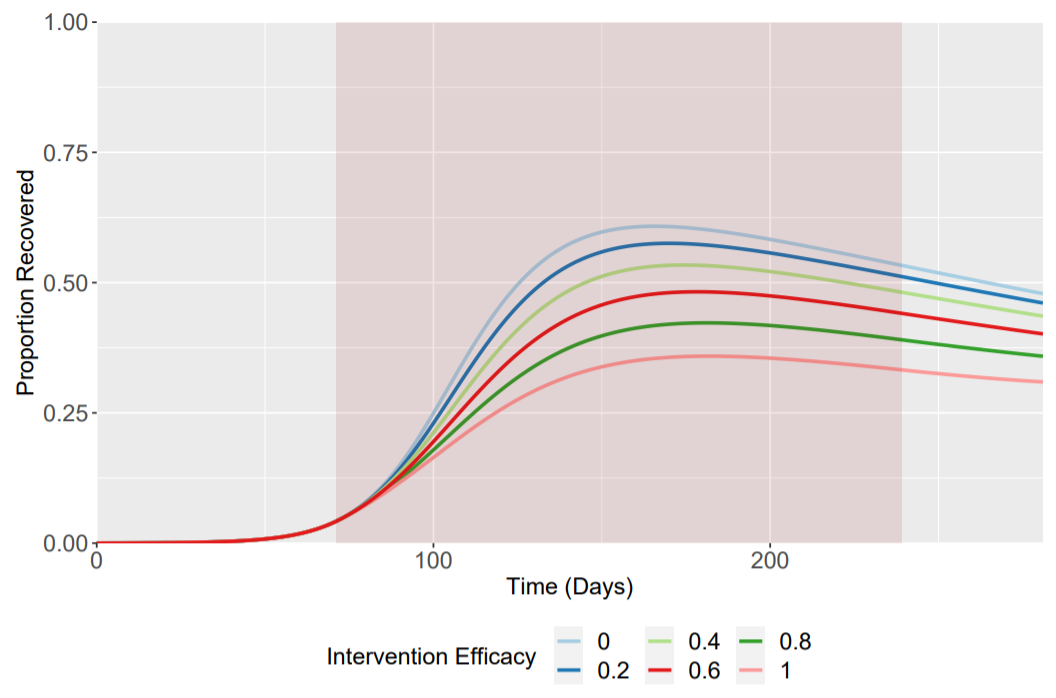 1.00
0.75
0.50
0.25
0.00
Proportion Recovered
0 100 200
Time (Days)
Intervention Efficacy
0 0.4 0.8
0.2 0.6 1